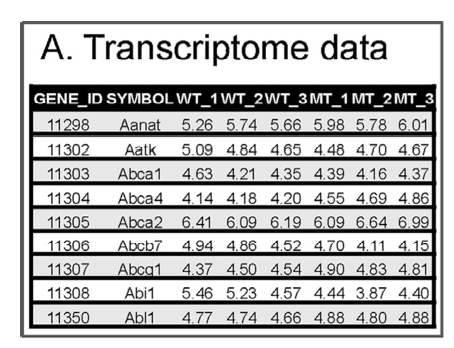 A. Transcriptome data
GENE_ID SYMBOL WT_1 WT_2 WT_3 MT_1 MT_2 MT_3
11298 Aanat 5.26 5.74 5.66 5.98 5.78 6.01
11302 Aatk 5.09 4.84 4.65 4.48 4.70 4.67
11303 Abca1 4.63 4.21 4.35 4.39 4.16 4.37
11304 Abca4 4.14 4.18 4.20 4.55 4.69 4.86
11305 Abca2 6.41 6.09 6.19 6.09 6.64 6.99
11306 Abcb7 4.94 4.86 4.52 4.70 4.11 4.15
11307 Abcg1 4.37 4.50 4.54 4.90 4.83 4.81
11308 Abi1 5.46 5.23 4.57 4.44 3.87 4.40
11350 Abl1 4.77 4.74 4.66 4.88 4.80 4.88